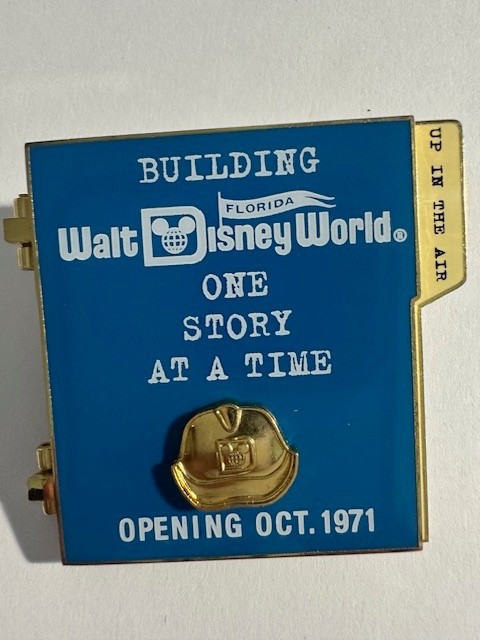 BUILDING
FLORIDA
Walt Disney World®
ONE
STORY
AT A TIME
OPENING OCT. 1971
UP IN THE AIR